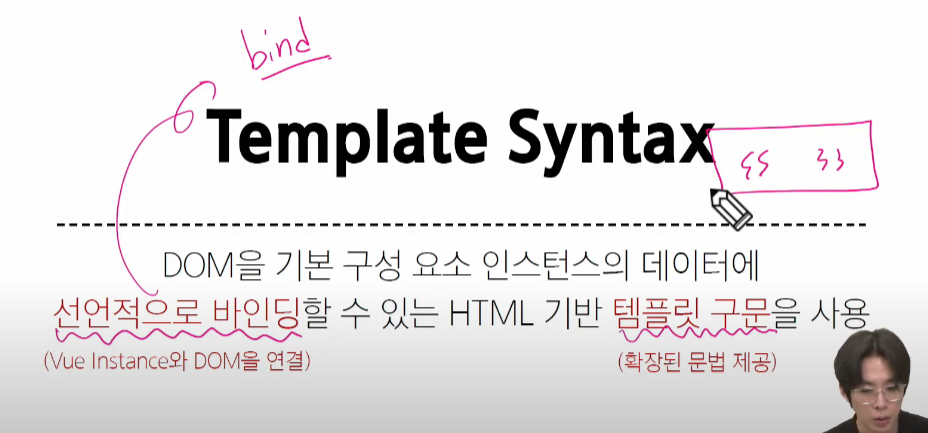 bind
Template Syntax
{{ }}
DOM을 기본 구성 요소 인스턴스의 데이터에
선언적으로 바인딩할 수 있는 HTML 기반 템플릿 구문을 사용
(Vue Instance와 DOM을 연결) (확장된 문법 제공)